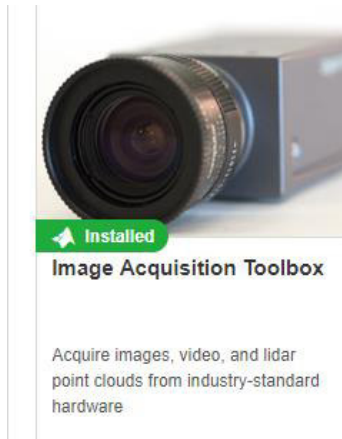 Installed
Image Acquisition Toolbox
Acquire images, video, and lidar
point clouds from industry-standard
hardware